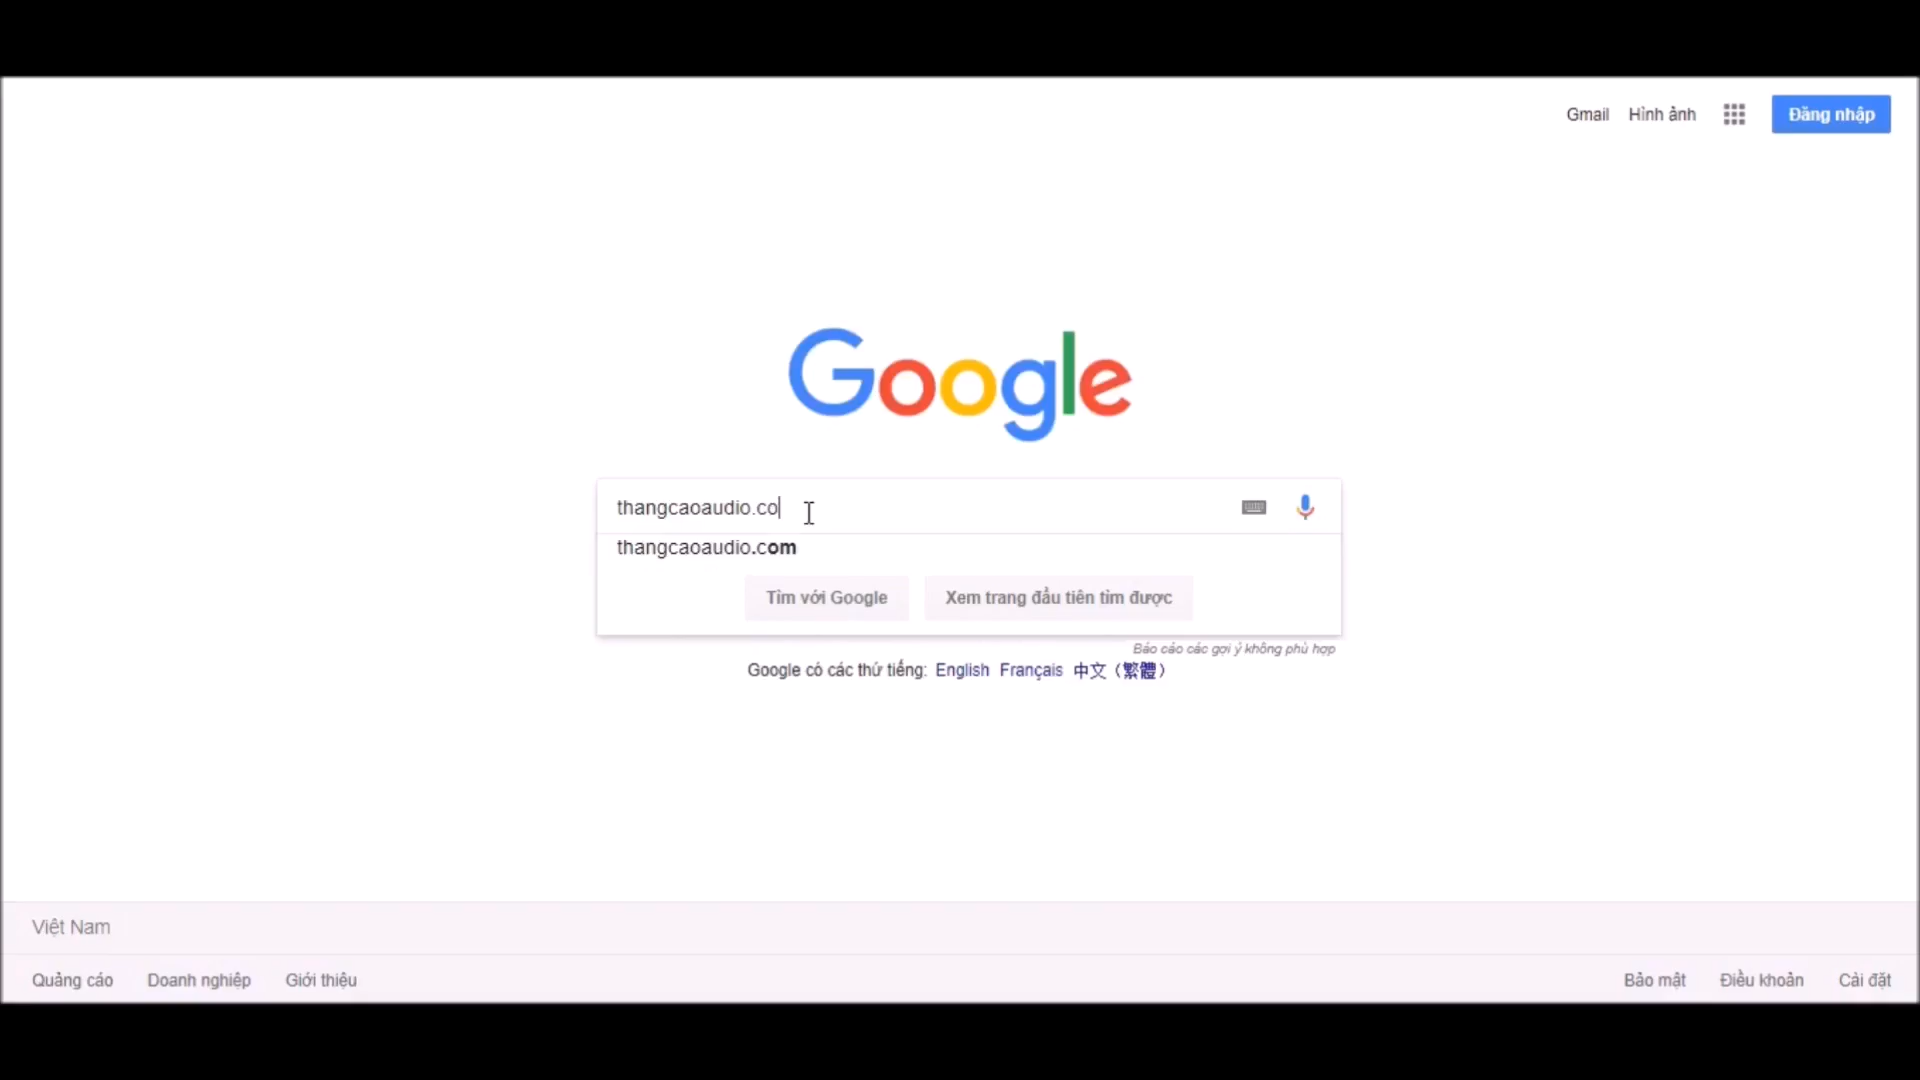 Gmail Hình ảnh Đăng nhập
Google
thangcaoaudio.co
thangcaoaudio.com
Tìm với Google Xem trang đầu tiên tìm được
Báo cáo các gợi ý không phù hợp
Google có các thứ tiếng: English Français 中文（繁體）
Việt Nam
Quảng cáo Doanh nghiệp Giới thiệu Bảo mật Điều khoản Cài đặt